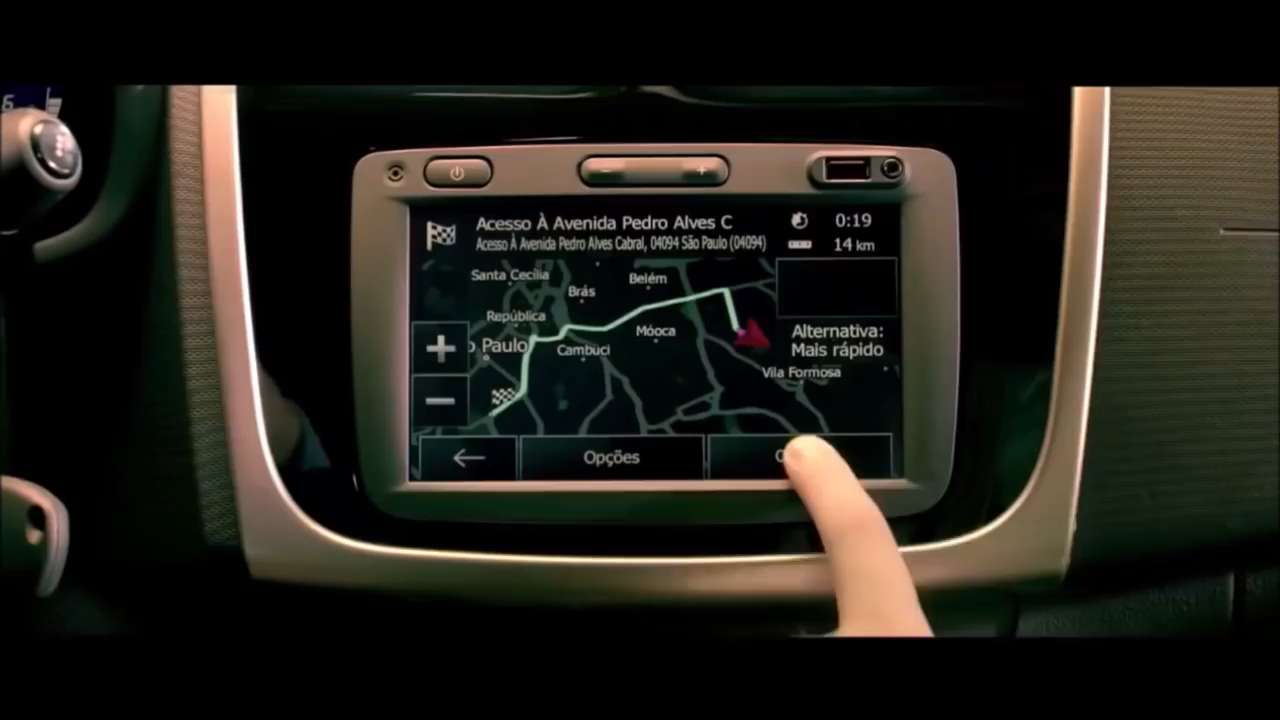 6
Acesso À Avenida Pedro Alves C
0:19
Acesso À Avenida Pedro Alves Cabral, 04094 São Paulo (04094)
14 km
Santa Cecília
Belém
Brás
República
Móoca
Alternativa:
Mais rápido
Paulo
Cambuci
Vila Formosa
Opções